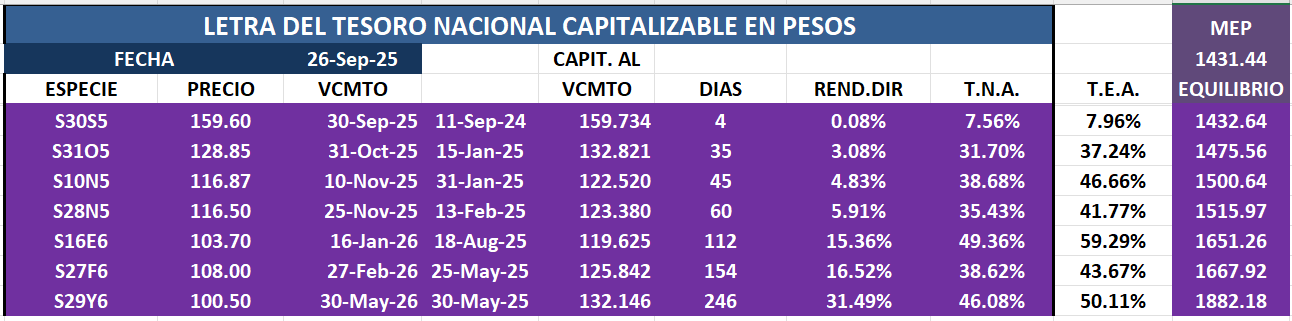 LETRA DEL TESORO NACIONAL CAPITALIZABLE EN PESOS MEP
FECHA 26-Sep-25 CAPIT. AL 1431.44
ESPECIE PRECIO VCMTO VCMTO DIAS REND.DIR T.N.A. T.E.A. EQUILIBRIO
S30S5 159.60 30-Sep-25 11-Sep-24 159.734 4 0.08% 7.56% 7.96% 1432.64
S31O5 128.85 31-Oct-25 15-Jan-25 132.821 35 3.08% 31.70% 37.24% 1475.56
S10N5 116.87 10-Nov-25 31-Jan-25 122.520 45 4.83% 38.68% 46.66% 1500.64
S28N5 116.50 25-Nov-25 13-Feb-25 123.380 60 5.91% 35.43% 41.77% 1515.97
S16E6 103.70 16-Jan-26 18-Aug-25 119.625 112 15.36% 49.36% 59.29% 1651.26
S27F6 108.00 27-Feb-26 25-May-25 125.842 154 16.52% 38.62% 43.67% 1667.92
S29Y6 100.50 30-May-26 30-May-25 132.146 246 31.49% 46.08% 50.11% 1882.18